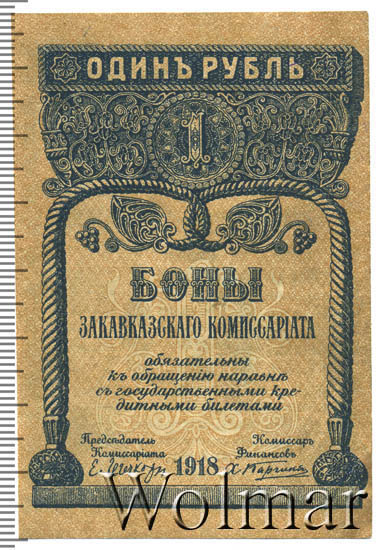 ОДИНЪ РУБЛЬ
1
БОНЫ
ЗАКАВКАЗСКАГО КОМИССАРІАТА
обязательны
къ обращенію наравнѣ
съ государственными кре-
дитными билетами
Предсѣдатель Комиссаръ
Комиссаріата Финансовъ
1918
Wolmar